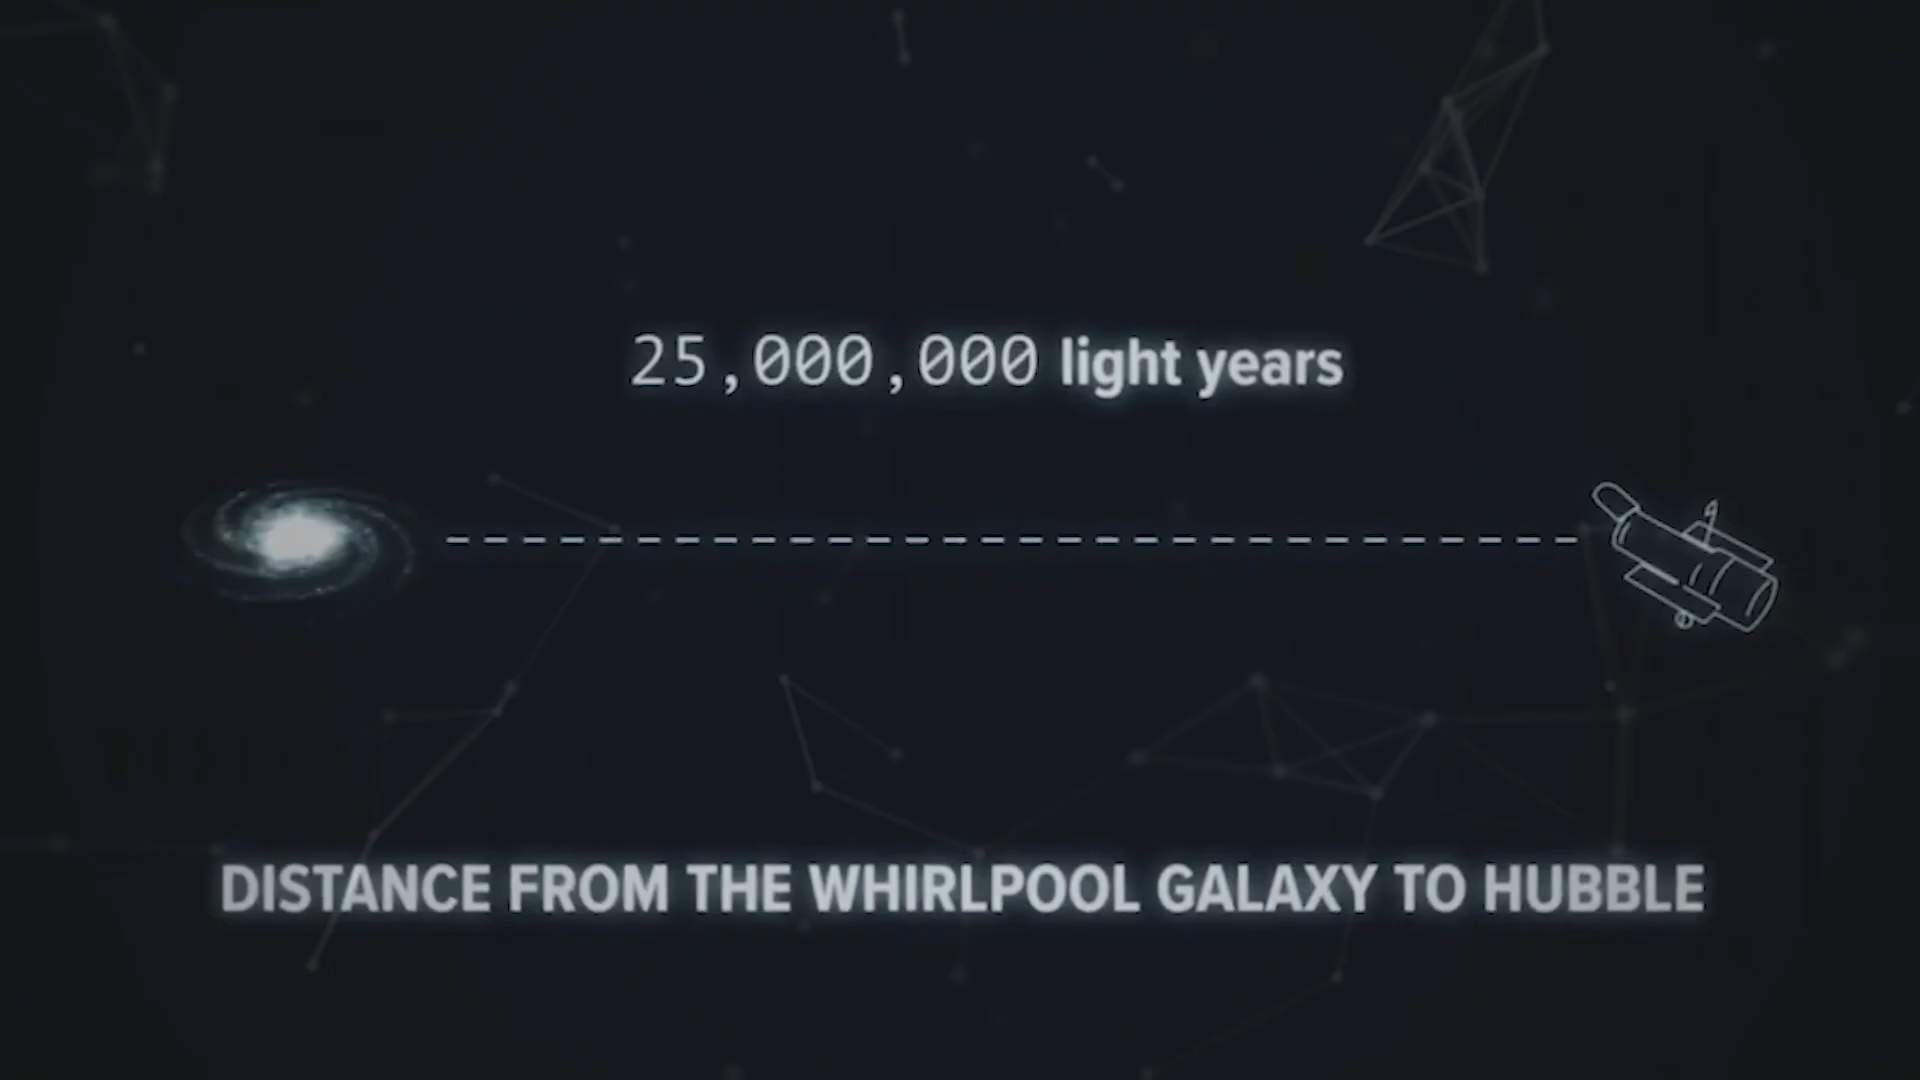 25,000,000 light years
DISTANCE FROM THE WHIRLPOOL GALAXY TO HUBBLE